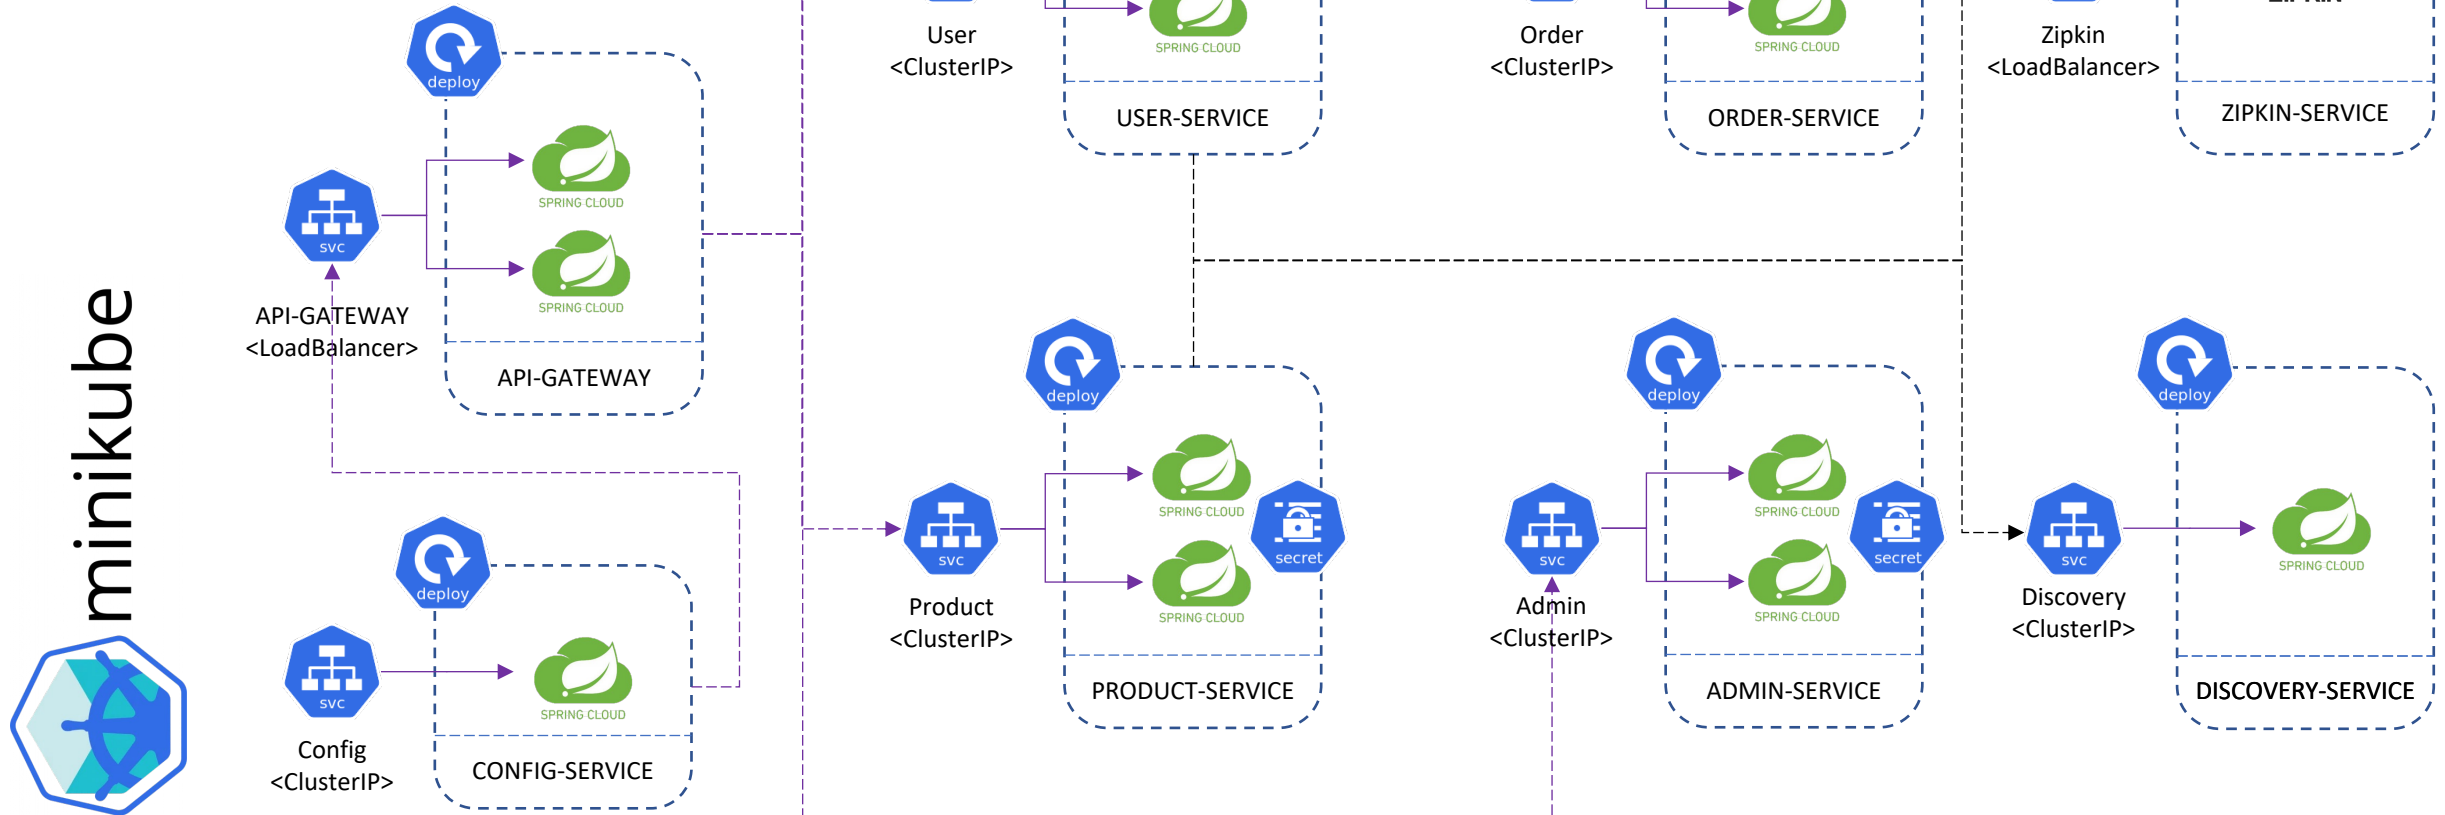 minikube
deploy
SPRING CLOUD
SPRING CLOUD
svc
API-GATEWAY
<LoadBalancer>
API-GATEWAY
deploy
SPRING CLOUD
svc
Config
<ClusterIP>
CONFIG-SERVICE
SPRING CLOUD
User
<ClusterIP>
USER-SERVICE
SPRING CLOUD
Order
<ClusterIP>
ORDER-SERVICE
ZIPKIN
Zipkin
<LoadBalancer>
ZIPKIN-SERVICE
deploy
SPRING CLOUD
SPRING CLOUD
secret
svc
Product
<ClusterIP>
PRODUCT-SERVICE
deploy
SPRING CLOUD
SPRING CLOUD
secret
svc
Admin
<ClusterIP>
ADMIN-SERVICE
deploy
SPRING CLOUD
svc
Discovery
<ClusterIP>
DISCOVERY-SERVICE